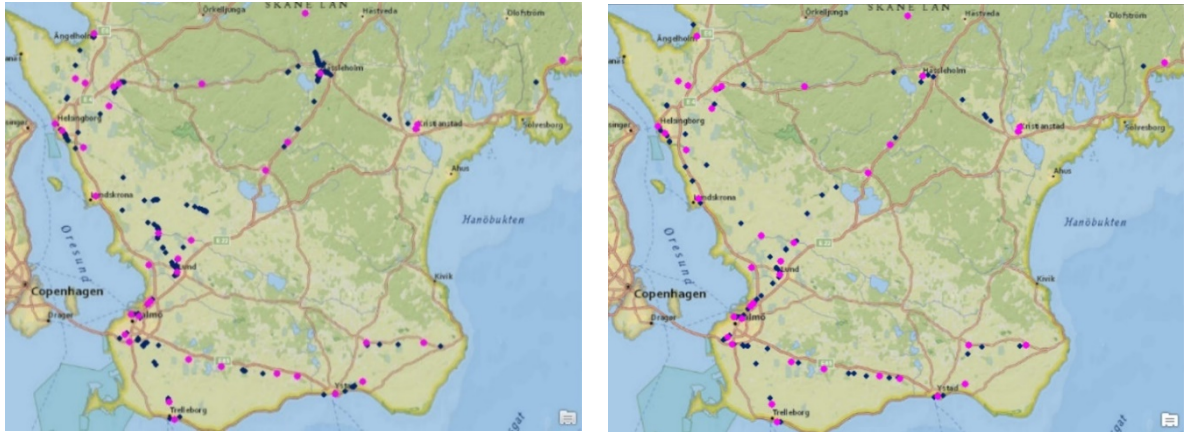 Örkelljunga
SKÅNE LÄN
Hästveda
Olofström
Ängelholm
Hässleholm
Helsingborg
Kristianstad
Sölvesborg
Åhus
Landskrona
Hanöbukten
Öresund
Lund
Kivik
Copenhagen
Malmö
Dragør
Ystad
Trelleborg
Örkelljunga
SKÅNE LÄN
Hästveda
Olofström
Ängelholm
Hässleholm
Helsingborg
Kristianstad
Sölvesborg
Åhus
Landskrona
Hanöbukten
Öresund
Lund
Kivik
Copenhagen
Malmö
Dragør
Ystad
Trelleborg